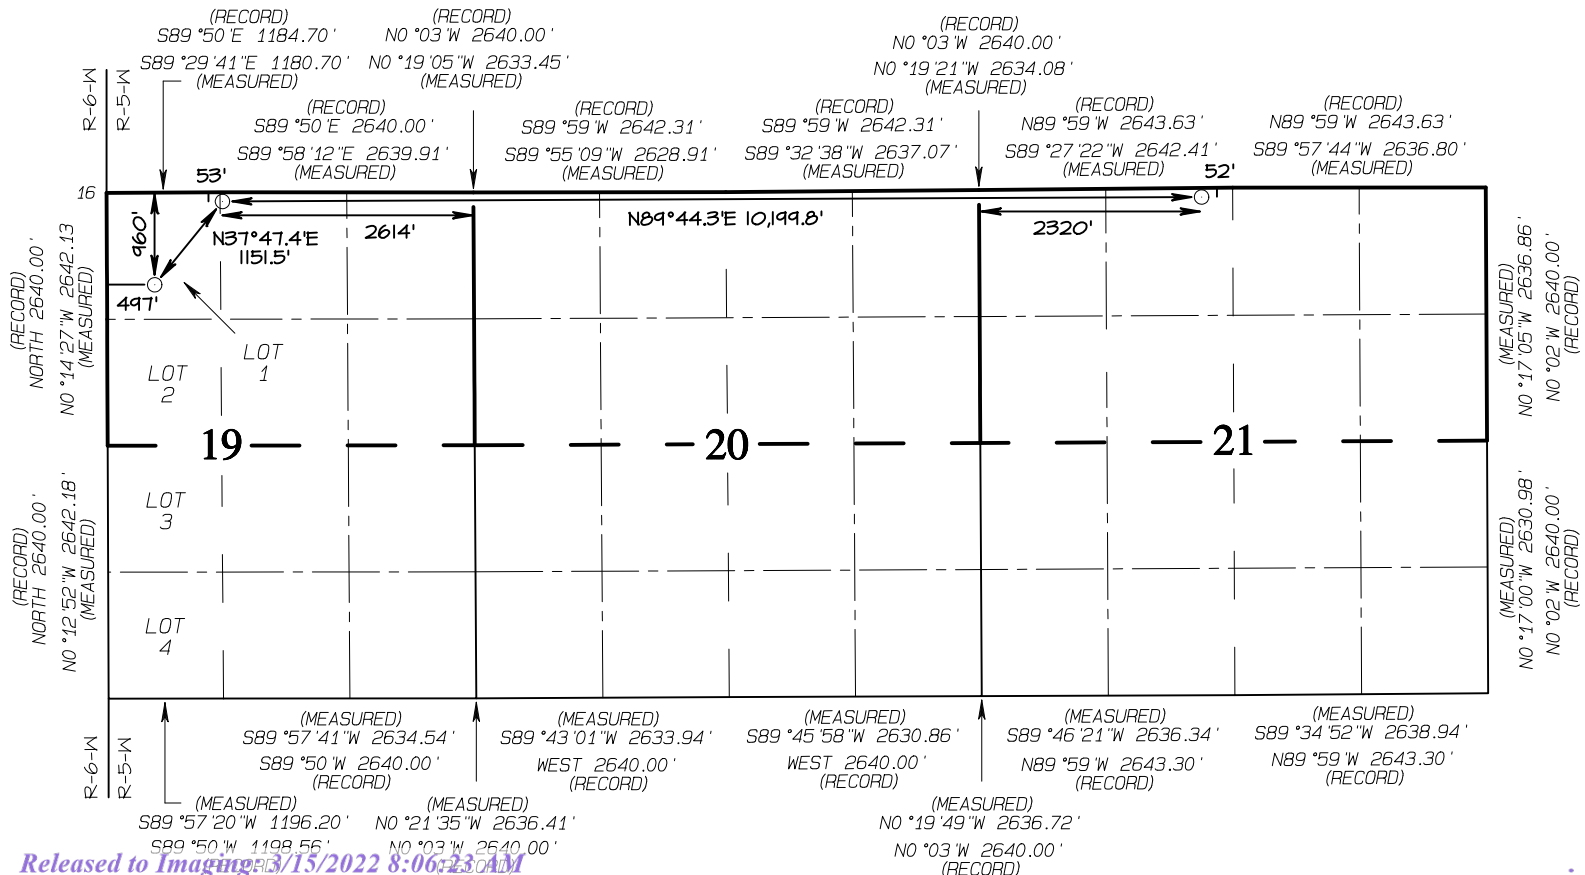 (RECORD)
S89°50'E 1184.70'
S89°29'41"E 1180.70'
(MEASURED)
(RECORD)
N0°03'W 2640.00'
N0°19'05"W 2633.45'
(MEASURED)
(RECORD)
N0°03'W 2640.00'
N0°19'21"W 2634.08'
(MEASURED)
R-6-W
R-5-W
(RECORD)
S89°50'E 2640.00'
S89°58'12"E 2639.91'
(MEASURED)
(RECORD)
S89°59'W 2642.31'
S89°55'09"W 2628.91'
(MEASURED)
(RECORD)
S89°59'W 2642.31'
S89°32'38"W 2637.07'
(MEASURED)
(RECORD)
N89°59'W 2643.63'
S89°27'22"W 2642.41'
(MEASURED)
(RECORD)
N89°59'W 2643.63'
S89°57'44"W 2636.80'
(MEASURED)
16
53'
52'
960'
N37°47.4'E
1151.5'
2614'
N89°44.3'E 10,199.8'
2320'
497'
(RECORD)
NORTH 2640.00'
N0°14'27"W 2642.13
(MEASURED)
(MEASURED)
N0°17'05"W 2636.86'
N0°02'W 2640.00'
(RECORD)
LOT
1
LOT
2
19
20
21
LOT
3
LOT
4
(RECORD)
NORTH 2640.00'
N0°12'52"W 2642.18'
(MEASURED)
(MEASURED)
N0°17'00"W 2630.98'
N0°02'W 2640.00'
(RECORD)
R-6-W
R-5-W
(MEASURED)
S89°57'41"W 2634.54'
S89°50'W 2640.00'
(RECORD)
(MEASURED)
S89°43'01"W 2633.94'
WEST 2640.00'
(RECORD)
(MEASURED)
S89°45'58"W 2630.86'
WEST 2640.00'
(RECORD)
(MEASURED)
S89°46'21"W 2636.34'
N89°59'W 2643.30'
(RECORD)
(MEASURED)
S89°34'52"W 2638.94'
N89°59'W 2643.30'
(RECORD)
(MEASURED)
S89°57'20"W 1196.20'
S89°50'W 1198.56'
(RECORD)
(MEASURED)
N0°21'35"W 2636.41'
N0°03'W 2640.00'
(RECORD)
(MEASURED)
N0°19'49"W 2636.72'
N0°03'W 2640.00'
(RECORD)
Released to Imaging: 3/15/2022 8:06:23 AM